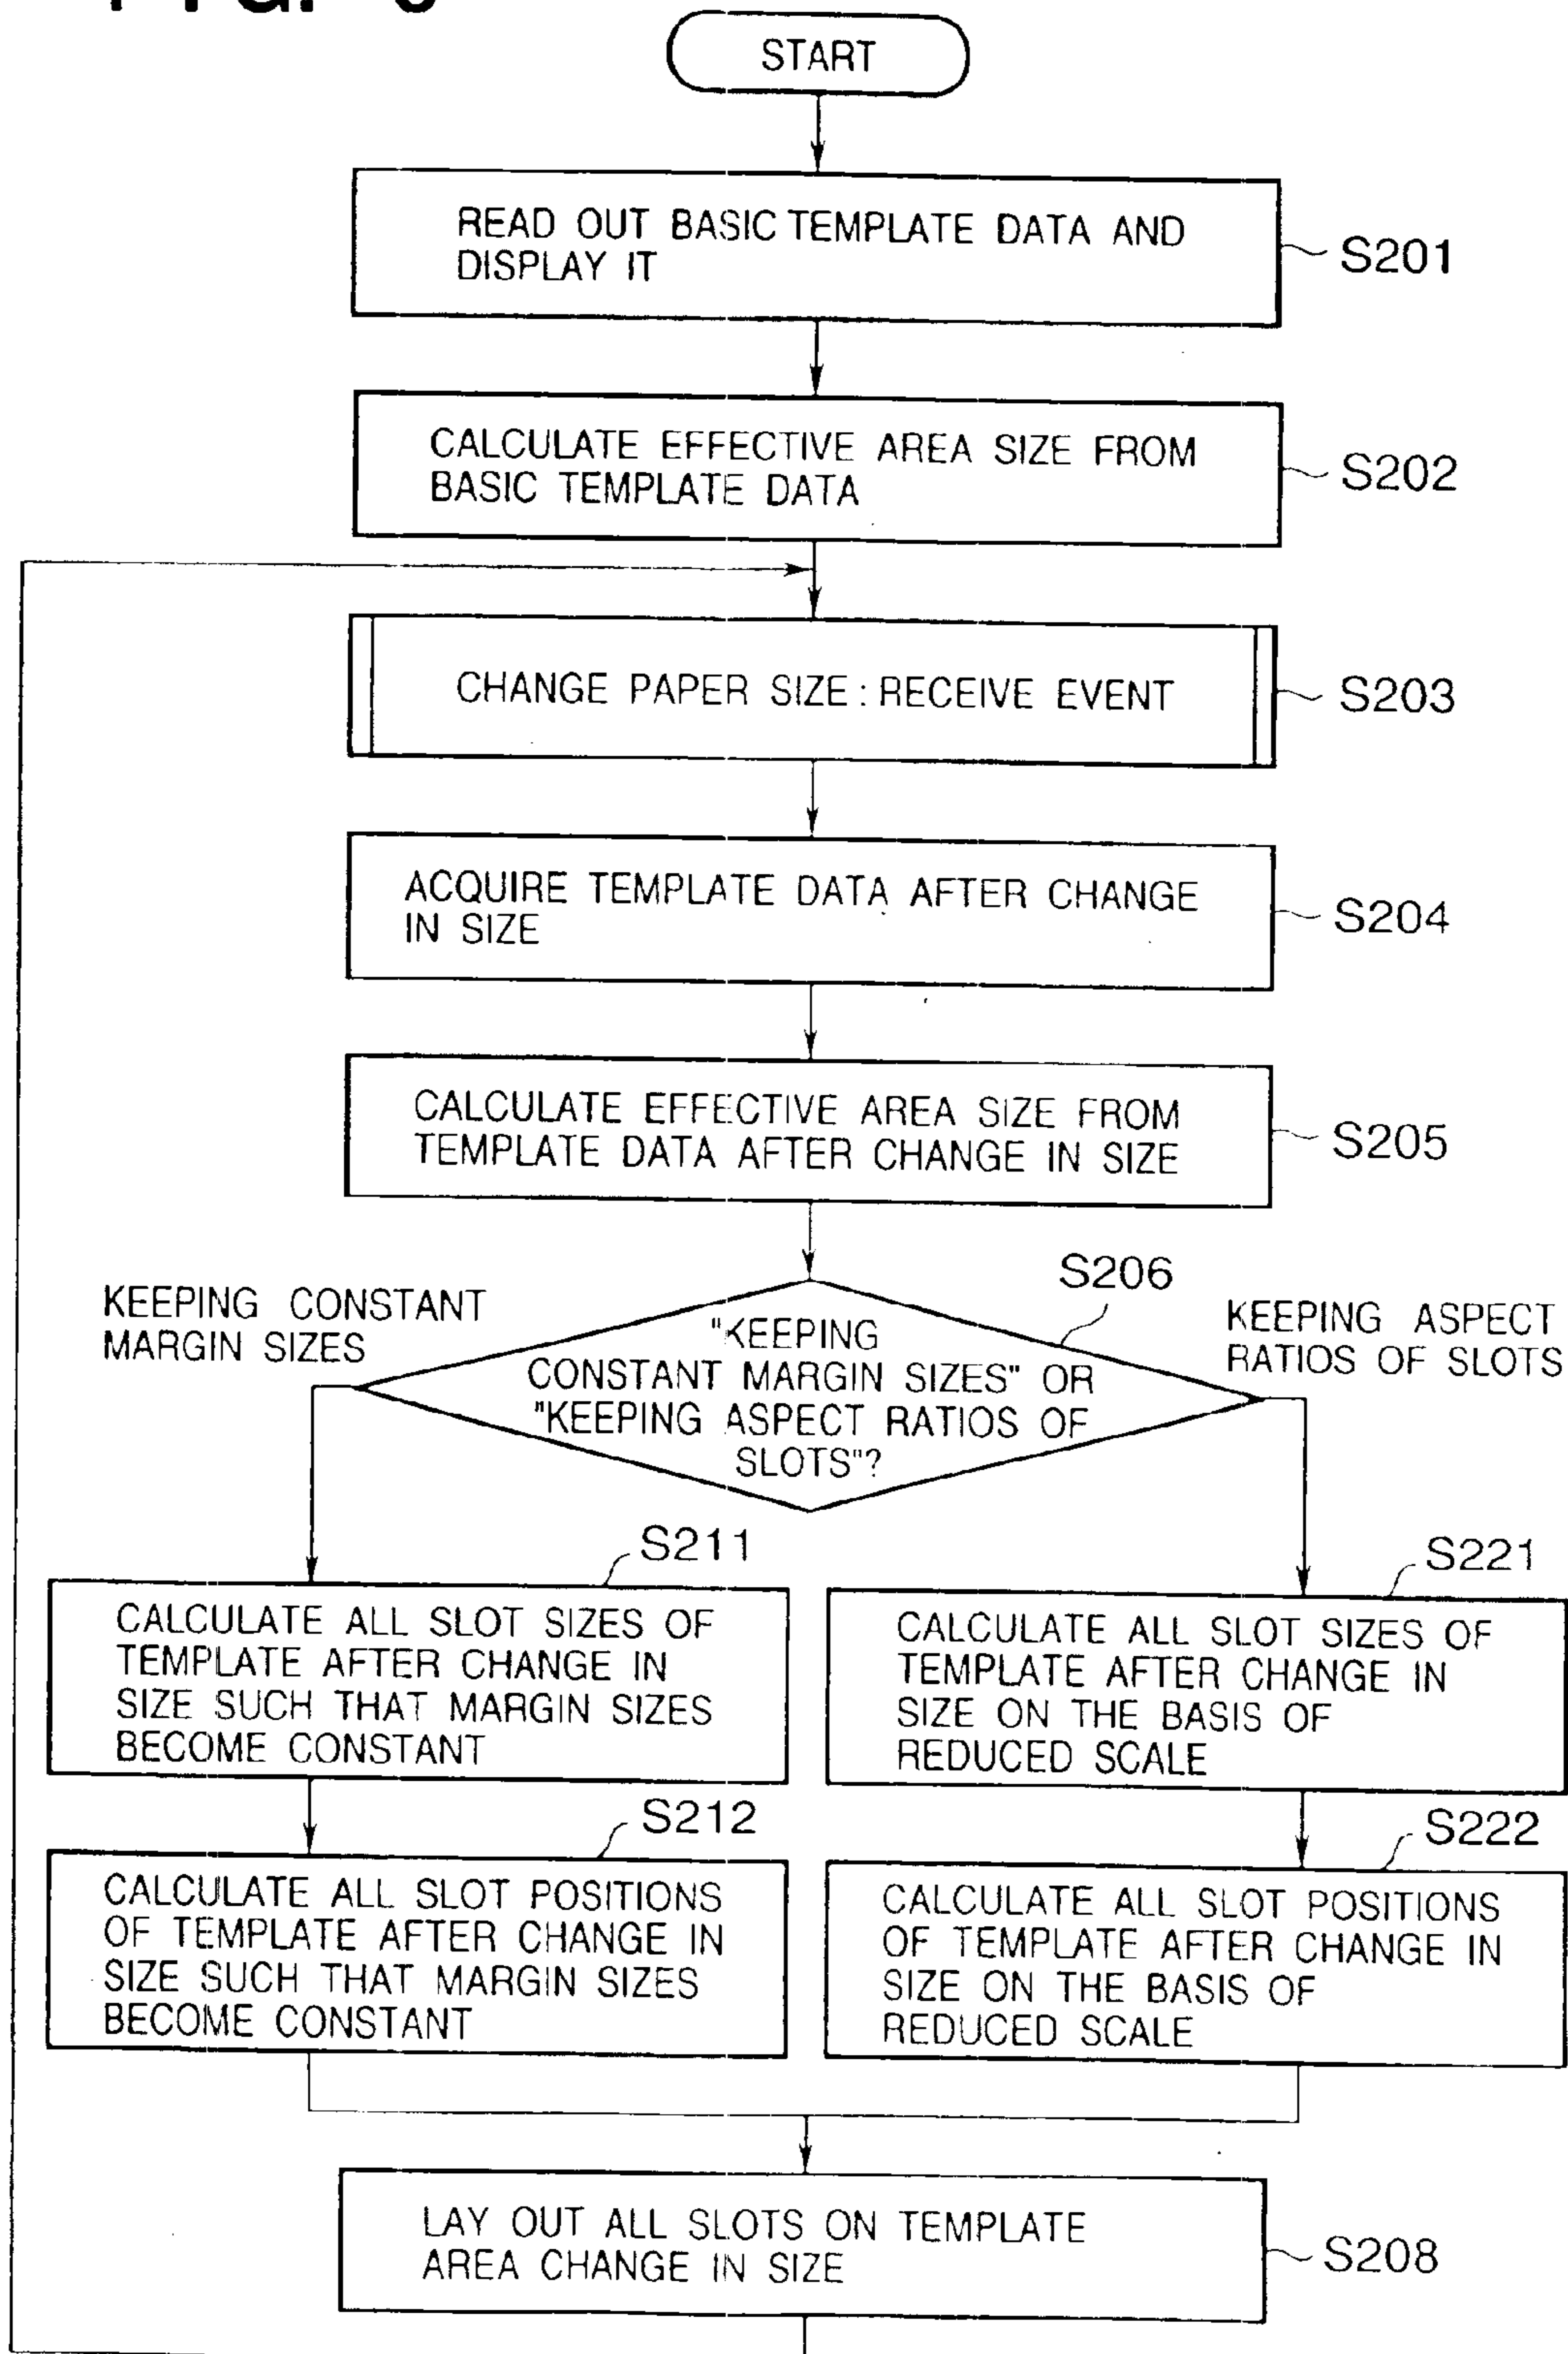 START
READ OUT BASIC TEMPLATE DATA AND
DISPLAY IT
S201
CALCULATE EFFECTIVE AREA SIZE FROM
BASIC TEMPLATE DATA
S202
CHANGE PAPER SIZE : RECEIVE EVENT
S203
ACQUIRE TEMPLATE DATA AFTER CHANGE
IN SIZE
S204
CALCULATE EFFECTIVE AREA SIZE FROM
TEMPLATE DATA AFTER CHANGE IN SIZE
S205
S206
KEEPING CONSTANT
MARGIN SIZES
"KEEPING
CONSTANT MARGIN SIZES" OR
"KEEPING ASPECT RATIOS OF
SLOTS"?
KEEPING ASPECT
RATIOS OF SLOTS
S211
CALCULATE ALL SLOT SIZES OF
TEMPLATE AFTER CHANGE IN
SIZE SUCH THAT MARGIN SIZES
BECOME CONSTANT
S221
CALCULATE ALL SLOT SIZES OF
TEMPLATE AFTER CHANGE IN
SIZE ON THE BASIS OF
REDUCED SCALE
S212
CALCULATE ALL SLOT POSITIONS
OF TEMPLATE AFTER CHANGE IN
SIZE SUCH THAT MARGIN SIZES
BECOME CONSTANT
S222
CALCULATE ALL SLOT POSITIONS
OF TEMPLATE AFTER CHANGE IN
SIZE ON THE BASIS OF
REDUCED SCALE
LAY OUT ALL SLOTS ON TEMPLATE
AREA CHANGE IN SIZE
S208